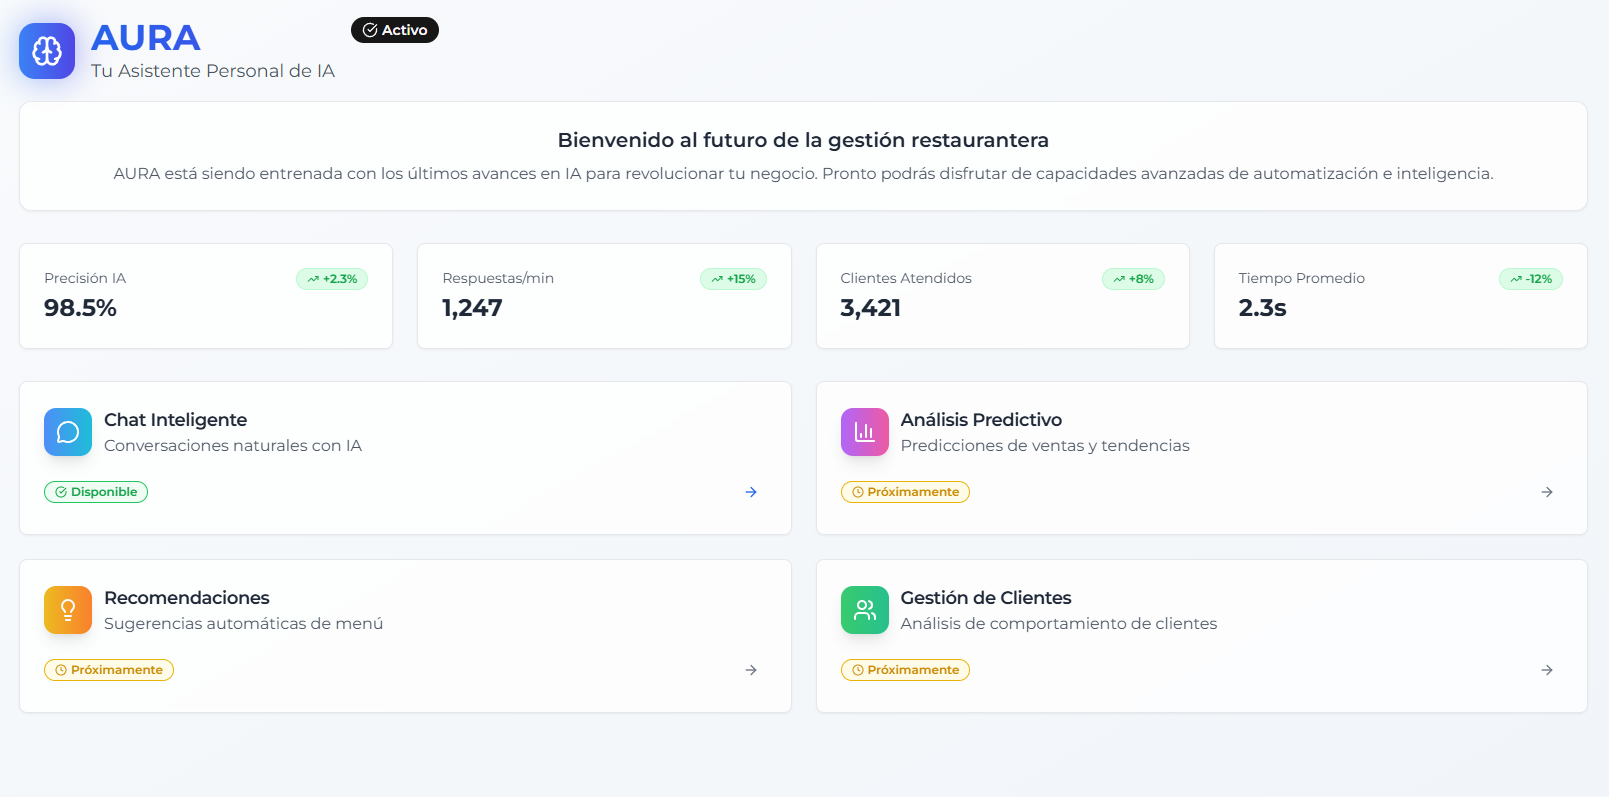 AURA
Activo
Tu Asistente Personal de IA
Bienvenido al futuro de la gestión restaurantera
AURA está siendo entrenada con los últimos avances en IA para revolucionar tu negocio. Pronto podrás disfrutar de capacidades avanzadas de automatización e inteligencia.
Precisión IA
+2.3%
98.5%
Respuestas/min
+15%
1,247
Clientes Atendidos
+8%
3,421
Tiempo Promedio
-12%
2.3s
Chat Inteligente
Conversaciones naturales con IA
Disponible
Análisis Predictivo
Predicciones de ventas y tendencias
Próximamente
Recomendaciones
Sugerencias automáticas de menú
Próximamente
Gestión de Clientes
Análisis de comportamiento de clientes
Próximamente